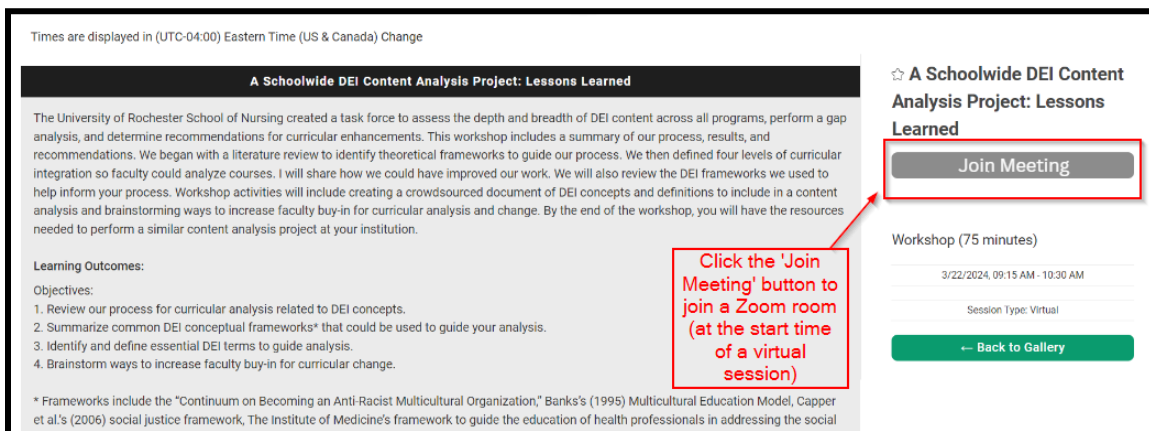 Times are displayed in (UTC-04:00) Eastern Time (US & Canada) Change
A Schoolwide DEI Content Analysis Project: Lessons Learned
The University of Rochester School of Nursing created a task force to assess the depth and breadth of DEI content across all programs, perform a gap
analysis, and determine recommendations for curricular enhancements. This workshop includes a summary of our process, results, and
recommendations. We began with a literature review to identify theoretical frameworks to guide our process. We then defined four levels of curricular
integration so faculty could analyze courses. I will share how we could have improved our work. We will also review the DEI frameworks we used to
help inform your process. Workshop activities will include creating a crowdsourced document of DEI concepts and definitions to include in a content
analysis and brainstorming ways to increase faculty buy-in for curricular analysis and change. By the end of the workshop, you will have the resources
needed to perform a similar content analysis project at your institution.
Learning Outcomes:
Objectives:
1. Review our process for curricular analysis related to DEI concepts.
2. Summarize common DEI conceptual frameworks* that could be used to guide your analysis.
3. Identify and define essential DEI terms to guide analysis.
4. Brainstorm ways to increase faculty buy-in for curricular change.
* Frameworks include the “Continuum on Becoming an Anti-Racist Multicultural Organization,” Banks's (1995) Multicultural Education Model, Capper
et al.'s (2006) social justice framework, The Institute of Medicine's framework to guide the education of health professionals in addressing the social
Click the 'Join
Meeting' button to
join a Zoom room
(at the start time
of a virtual
session)
☆ A Schoolwide DEI Content
Analysis Project: Lessons
Learned
Join Meeting
Workshop (75 minutes)
3/22/2024, 09:15 AM - 10:30 AM
Session Type: Virtual
← Back to Gallery